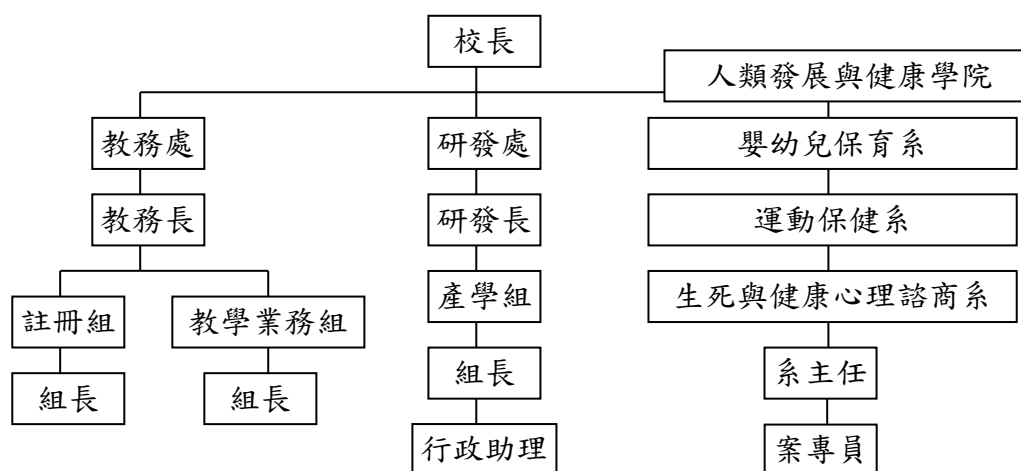 校長
人類發展與健康學院
教務處
研發處
嬰幼兒保育系
教務長
研發長
運動保健系
註冊組
教學業務組
產學組
生死與健康心理諮商系
組長
組長
組長
系主任
行政助理
案專員